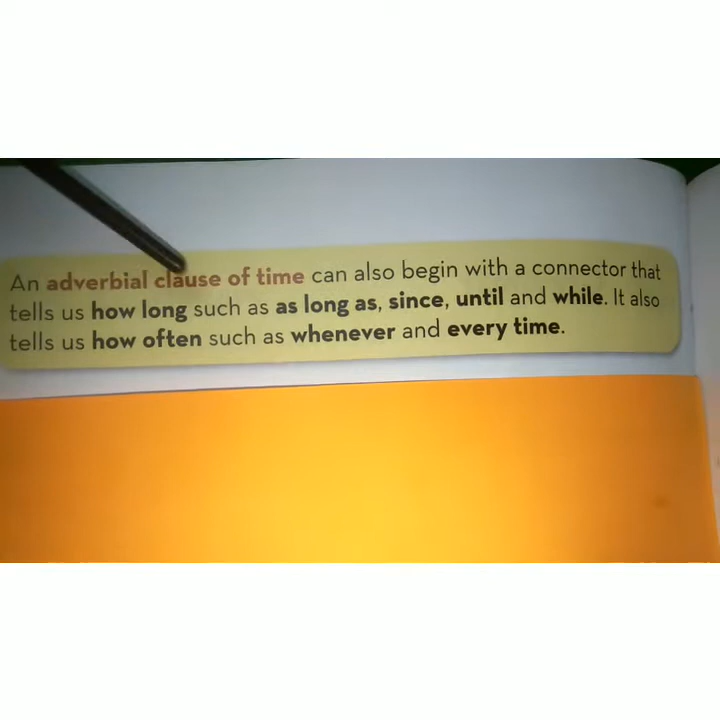 An adverbial clause of time can also begin with a connector that
tells us how long such as as long as, since, until and while. It also
tells us how often such as whenever and every time.